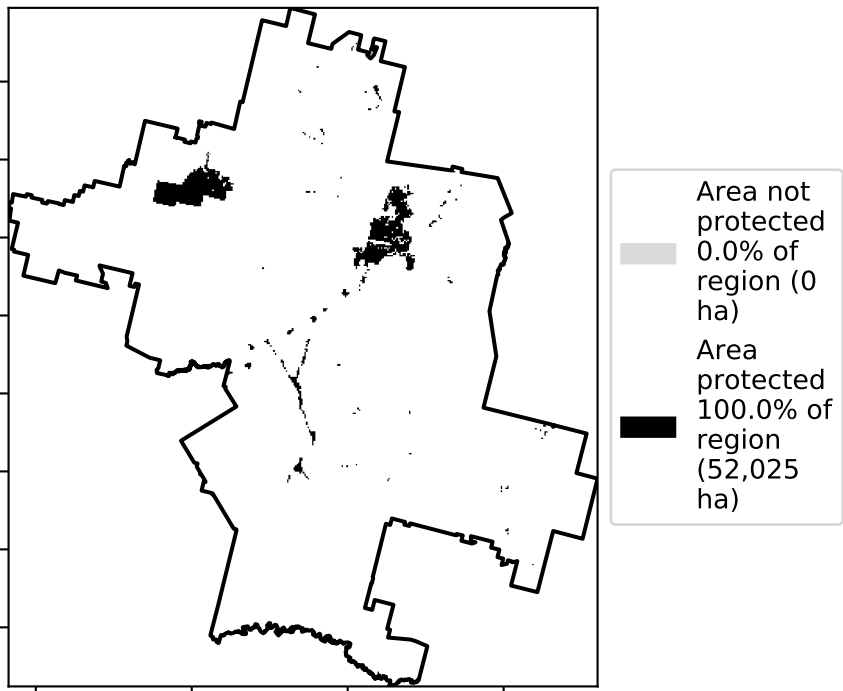 Area not
protected
0.0% of
region (0
ha)
Area
protected
100.0% of
region
(52,025
ha)